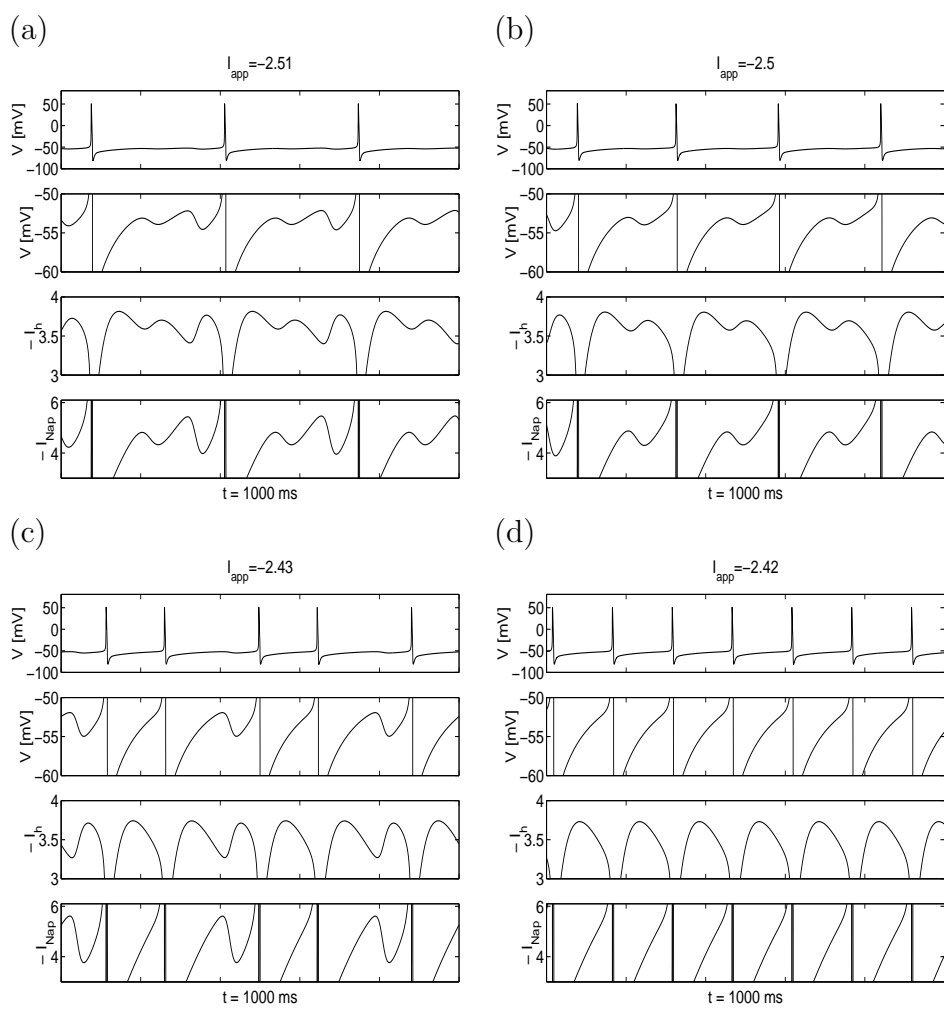 (a)
I_app=−2.51
V [mV]
50
0
−50
−100
V [mV]
−50
−55
−60
− I_h
4
3.5
3
− I_Nap
6
4
t = 1000 ms
(b)
I_app=−2.5
V [mV]
50
0
−50
−100
V [mV]
−50
−55
−60
− I_h
4
3.5
3
− I_Nap
6
4
t = 1000 ms
(c)
I_app=−2.43
V [mV]
50
0
−50
−100
V [mV]
−50
−55
−60
− I_h
4
3.5
3
− I_Nap
6
4
t = 1000 ms
(d)
I_app=−2.42
V [mV]
50
0
−50
−100
V [mV]
−50
−55
−60
− I_h
4
3.5
3
− I_Nap
6
4
t = 1000 ms